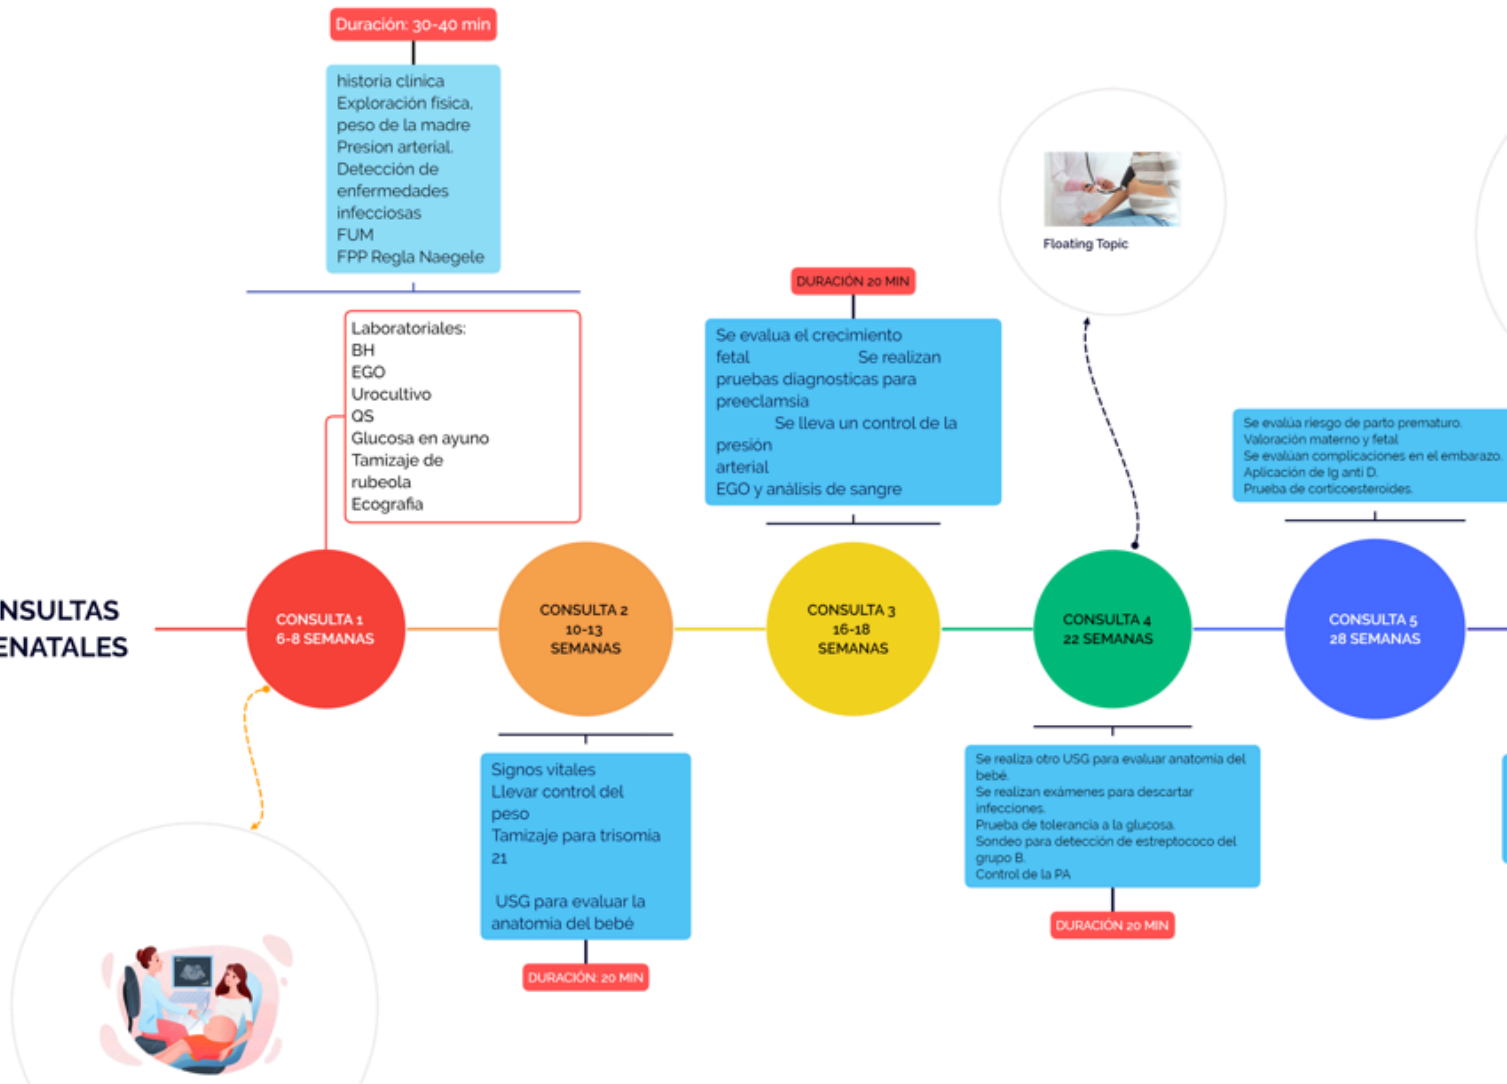 Duración: 30-40 min
historia clínica
Exploración física,
peso de la madre
Presion arterial.
Detección de
enfermedades
infecciosas
FUM
FPP Regla Naegele
Laboratoriales:
BH
EGO
Urocultivo
QS
Glucosa en ayuno
Tamizaje de
rubeola
Ecografia
NSULTAS
ENATALES
CONSULTA 1
6-8 SEMANAS
CONSULTA 2
10-13
SEMANAS
Signos vitales
Llevar control del
peso
Tamizaje para trisomia
21
USG para evaluar la
anatomia del bebé
DURACIÓN: 20 MIN
DURACIÓN 20 MIN
Se evalua el crecimiento
fetal Se realizan
pruebas diagnosticas para
preeclamsia
Se lleva un control de la
presión
arterial
EGO y análisis de sangre
CONSULTA 3
16-18
SEMANAS
Floating Topic
CONSULTA 4
22 SEMANAS
Se realiza otro USG para evaluar anatomía del
bebé.
Se realizan exámenes para descartar
infecciones.
Prueba de tolerancia a la glucosa.
Sondeo para detección de estreptococo del
grupo B.
Control de la PA
DURACIÓN 20 MIN
Se evalúa riesgo de parto prematuro.
Valoración materno y fetal
Se evalúan complicaciones en el embarazo.
Aplicación de Ig anti D.
Prueba de corticoesteroides.
CONSULTA 5
28 SEMANAS